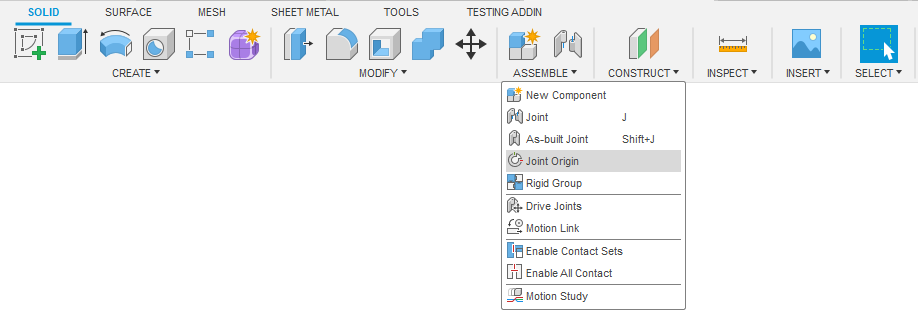 SOLID SURFACE MESH SHEET METAL TOOLS TESTING ADDIN
CREATE MODIFY ASSEMBLE CONSTRUCT INSPECT INSERT SELECT
New Component
Joint J
As-built Joint Shift+J
Joint Origin
Rigid Group
Drive Joints
Motion Link
Enable Contact Sets
Enable All Contact
Motion Study